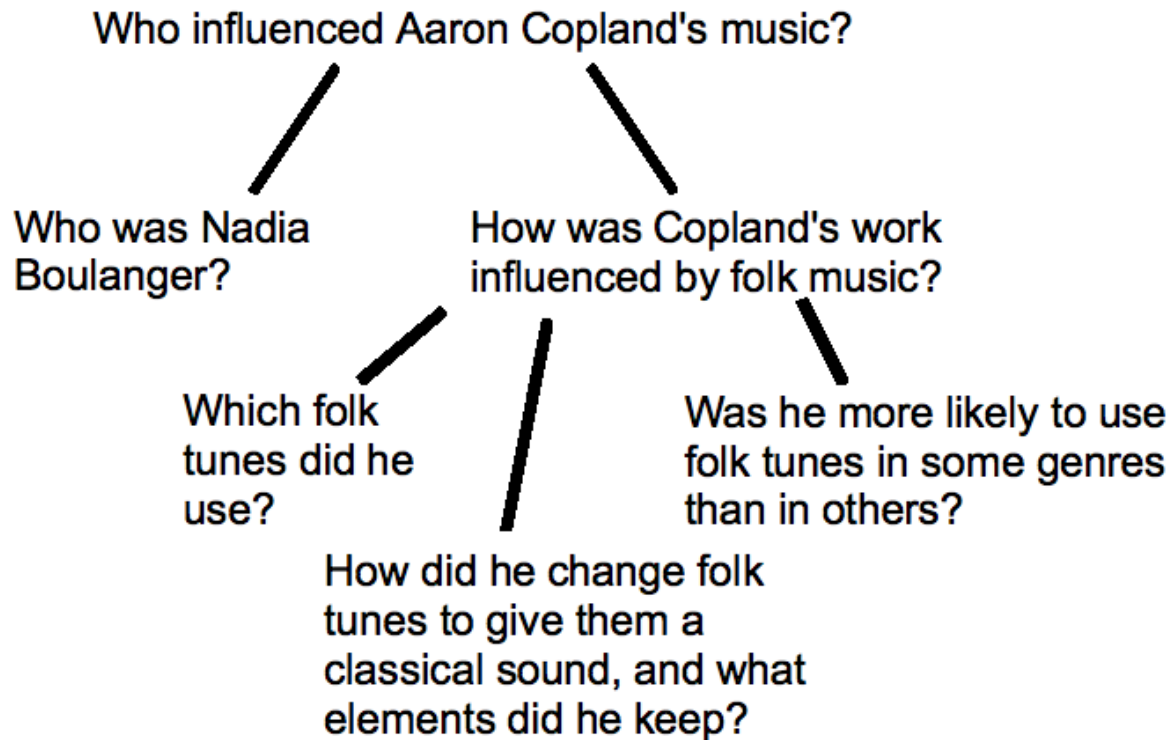 Who influenced Aaron Copland's music?
Who was Nadia
Boulanger?
How was Copland's work
influenced by folk music?
Which folk
tunes did he
use?
Was he more likely to use
folk tunes in some genres
than in others?
How did he change folk
tunes to give them a
classical sound, and what
elements did he keep?